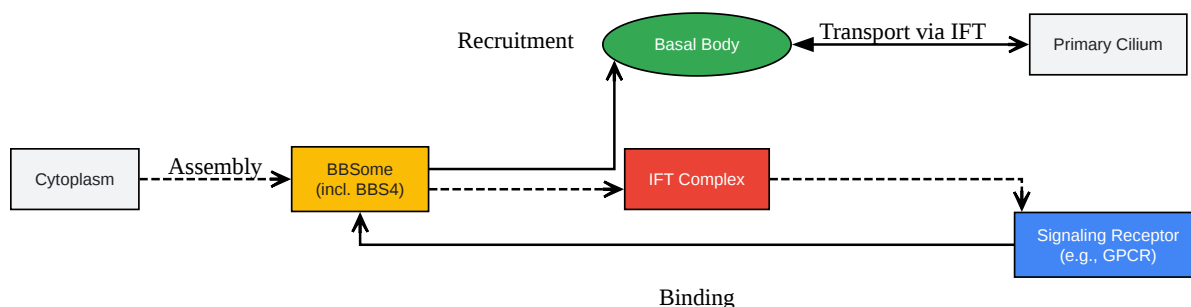 Recruitment
Basal Body
Transport via IFT
Primary Cilium
Cytoplasm
Assembly
BBSome
(incl. BBS4)
IFT Complex
Signaling Receptor
(e.g., GPCR)
Binding